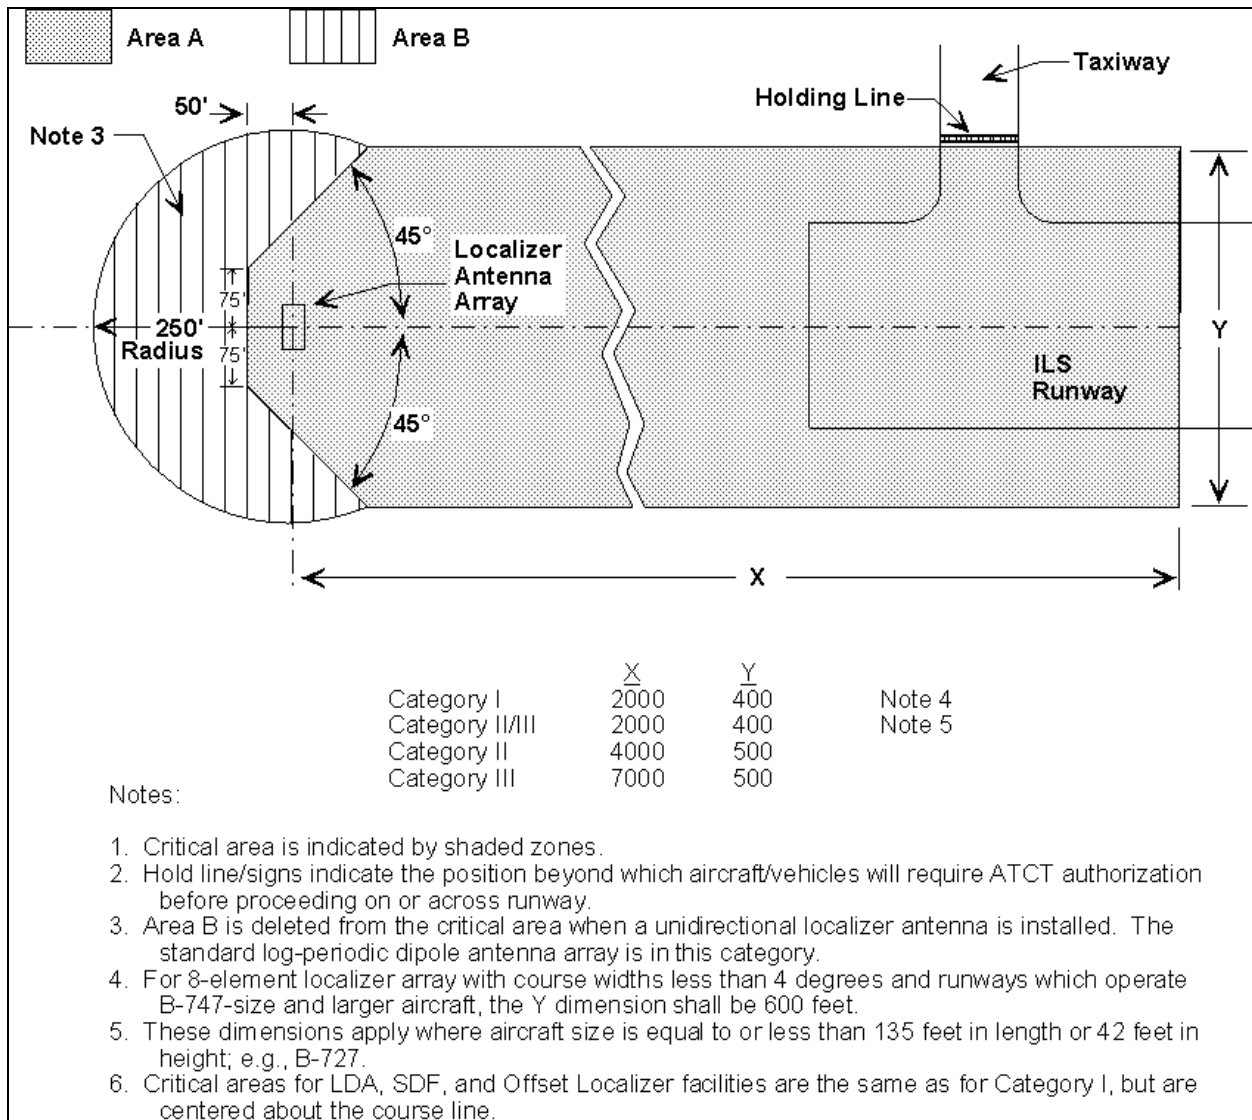 Area A
Area B
Taxiway
50'
Holding Line
Note 3
45°
Localizer
Antenna
Array
75'
250'
Radius
75'
Y
ILS
Runway
45°
X
X Y
Category I 2000 400 Note 4
Category II/III 2000 400 Note 5
Category II 4000 500
Category III 7000 500
Notes:
1. Critical area is indicated by shaded zones.
2. Hold line/signs indicate the position beyond which aircraft/vehicles will require ATCT authorization
before proceeding on or across runway.
3. Area B is deleted from the critical area when a unidirectional localizer antenna is installed. The
standard log-periodic dipole antenna array is in this category.
4. For 8-element localizer array with course widths less than 4 degrees and runways which operate
B-747-size and larger aircraft, the Y dimension shall be 600 feet.
5. These dimensions apply where aircraft size is equal to or less than 135 feet in length or 42 feet in
height; e.g., B-727.
6. Critical areas for LDA, SDF, and Offset Localizer facilities are the same as for Category I, but are
centered about the course line.